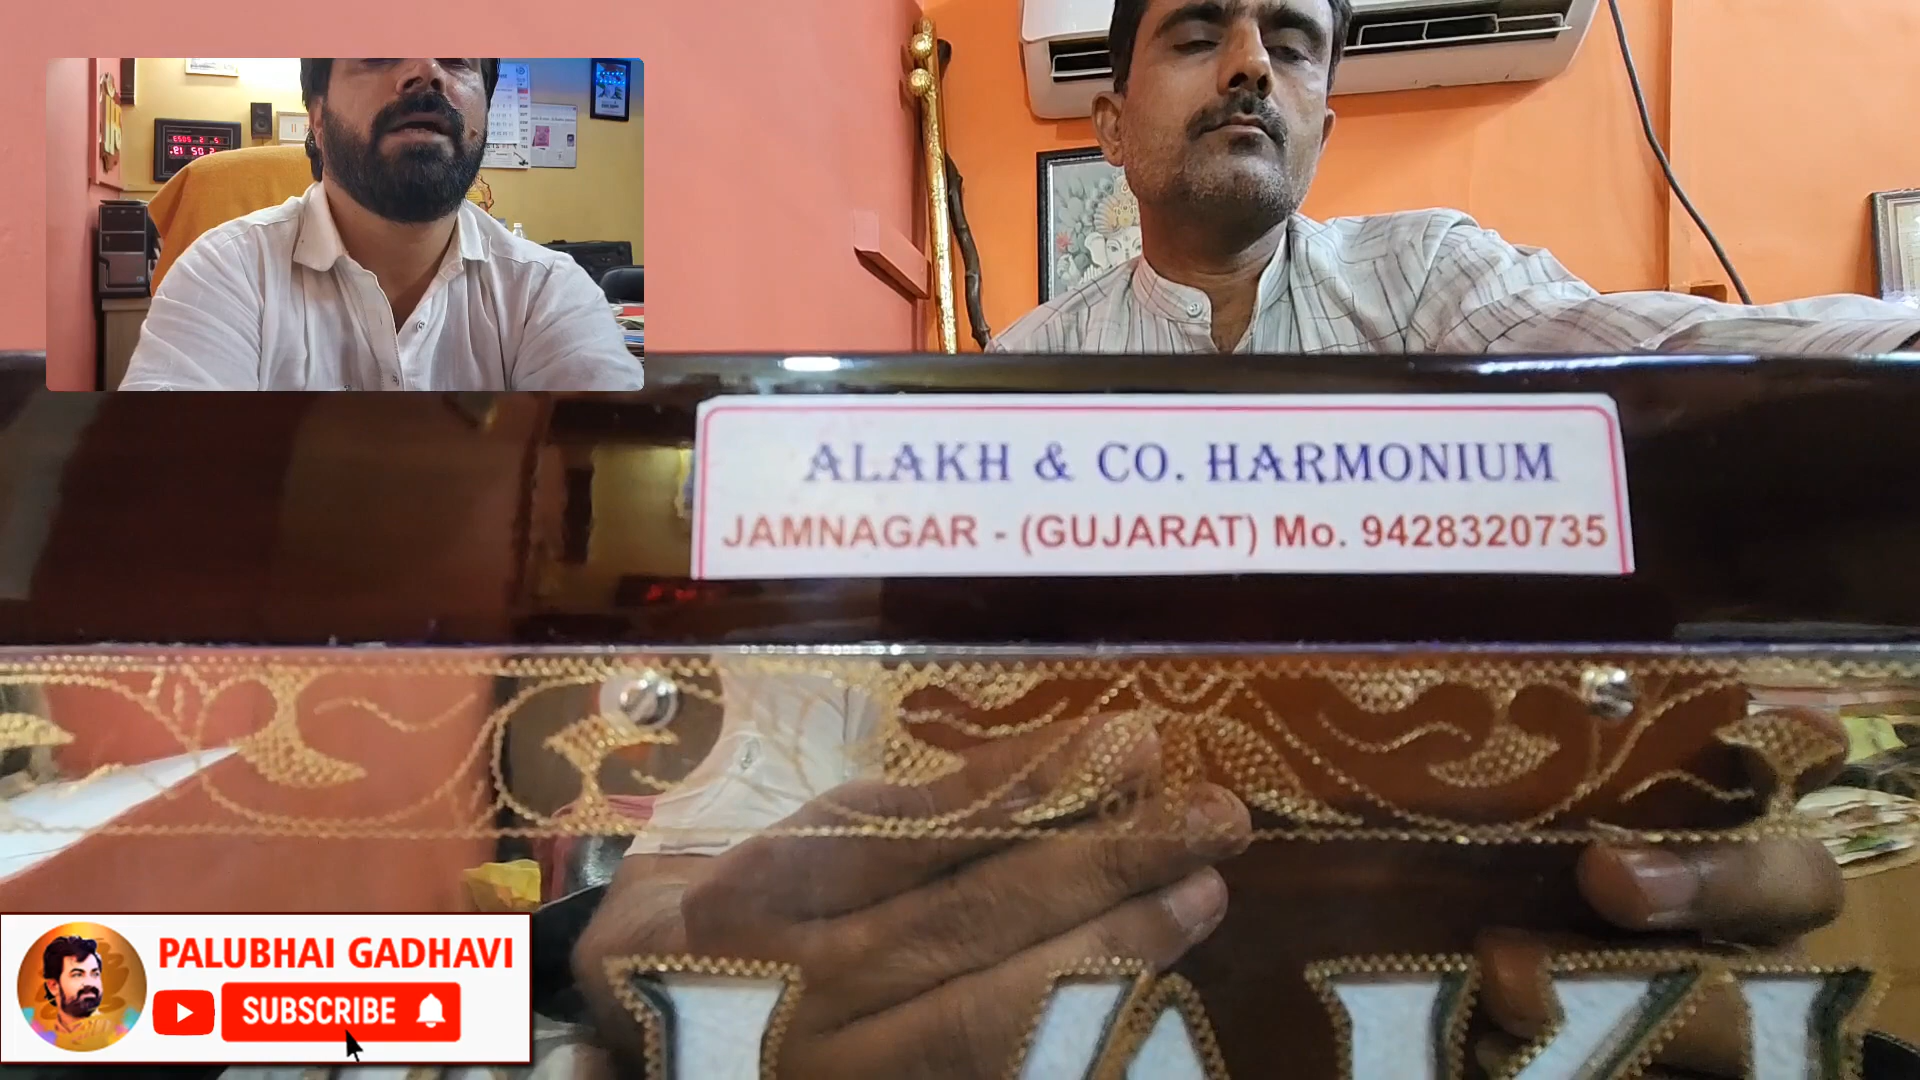 ALAKH & CO. HARMONIUM
JAMNAGAR - (GUJARAT) Mo. 9428320735
PALUBHAI GADHAVI
SUBSCRIBE